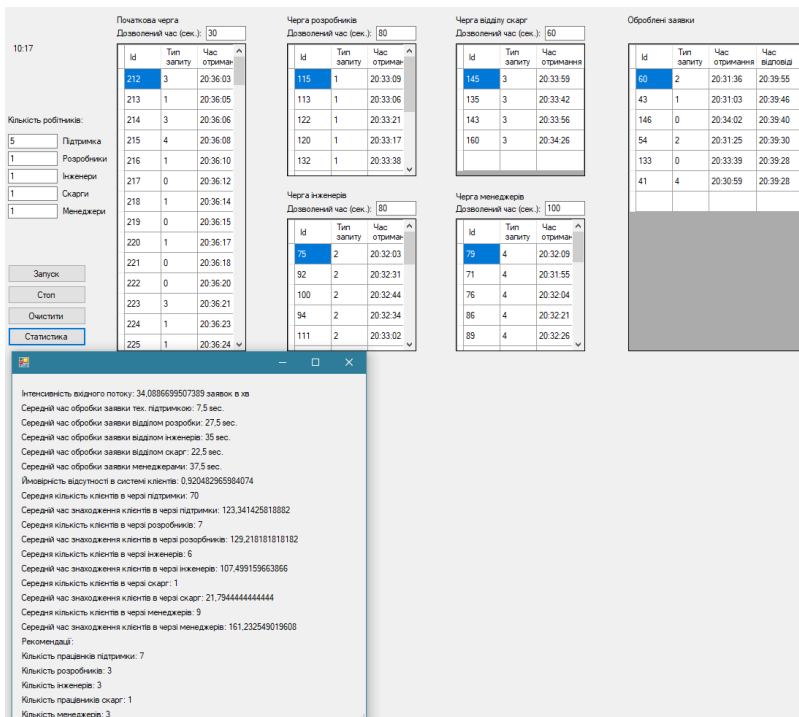 10:17
Кількість робітників:
5 Підтримка
1 Розробники
1 Інженери
1 Скарги
1 Менеджери
Запуск
Стоп
Очистити
Статистика
Початкова черга
Дозволений час (сек.): 30
Id Тип запиту Час отриман
212 3 20:36:03
213 1 20:36:05
214 3 20:36:06
215 4 20:36:08
216 1 20:36:10
217 0 20:36:12
218 1 20:36:14
219 0 20:36:15
220 1 20:36:17
221 0 20:36:18
222 0 20:36:20
223 3 20:36:21
224 1 20:36:23
225 1 20:36:24
Черга розробників
Дозволений час (сек.): 80
Id Тип запиту Час отриман
115 1 20:33:09
113 1 20:33:06
122 1 20:33:21
120 1 20:33:17
132 1 20:33:38
Черга відділу скарг
Дозволений час (сек.): 60
Id Тип запиту Час отримання
145 3 20:33:59
135 3 20:33:42
143 3 20:33:56
160 3 20:34:26
Черга інженерів
Дозволений час (сек.): 80
Id Тип запиту Час отриман
75 2 20:32:03
92 2 20:32:31
100 2 20:32:44
94 2 20:32:34
111 2 20:33:02
Черга менеджерів
Дозволений час (сек.): 100
Id Тип запиту Час отриман
79 4 20:32:09
71 4 20:31:55
76 4 20:32:04
86 4 20:32:21
89 4 20:32:26
Оброблені заявки
Id Тип запиту Час отримання Час відповіді
60 2 20:31:36 20:39:55
43 1 20:31:03 20:39:46
146 0 20:34:02 20:39:40
54 2 20:31:25 20:39:30
133 0 20:33:39 20:39:28
41 4 20:30:59 20:39:28
Інтенсивність вхідного потоку: 34,0886699507389 заявок в хв
Середній час обробки заявки тех. підтримкою: 7,5 sec.
Середній час обробки заявки відділом розробки: 27,5 sec.
Середній час обробки заявки відділом інженерів: 35 sec.
Середній час обробки заявки відділом скарг: 22,5 sec.
Середній час обробки заявки менеджерами: 37,5 sec.
Ймовірність відсутності в системі клієнтів: 0,920482965984074
Середня кількість клієнтів в черзі підтримки: 70
Середній час знаходження клієнтів в черзі підтримки: 123,341425818882
Середня кількість клієнтів в черзі розробників: 7
Середній час знаходження клієнтів в черзі розорбників: 129,218181818182
Середня кількість клієнтів в черзі інженерів: 6
Середній час знаходження клієнтів в черзі інженерів: 107,499159663866
Середня кількість клієнтів в черзі скарг: 1
Середній час знаходження клієнтів в черзі скарг: 21,7944444444444
Середня кількість клієнтів в черзі менеджерів: 9
Середній час знаходження клієнтів в черзі менеджерів: 161,232549019608
Рекомендації:
Кількість працівнків підтримки: 7
Кількість розробників: 3
Кількість інженерів: 3
Кількість працівників скарг: 1
Кількість менеджерів: 3